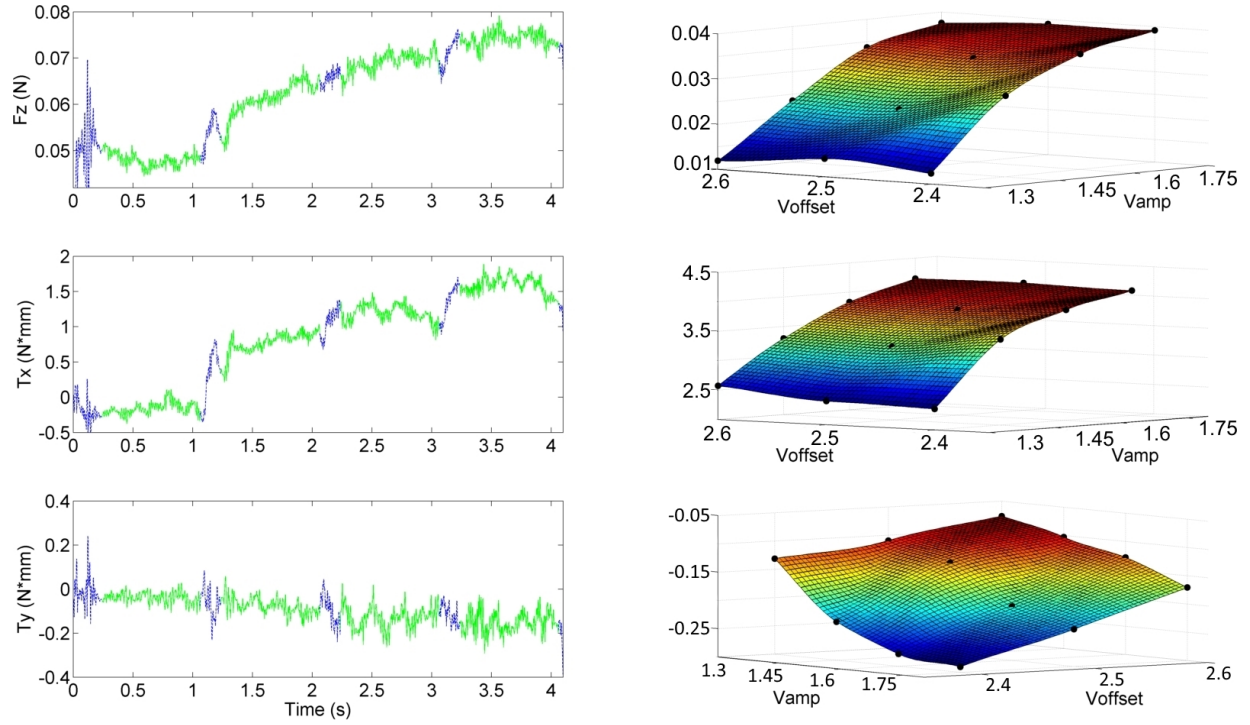 Fz (N)
0.08
0.07
0.06
0.05
0 0.5 1 1.5 2 2.5 3 3.5 4
0.04
0.03
0.02
0.01
2.6 2.5 2.4 1.3 1.45 1.6 1.75
Voffset Vamp
Tx (N*mm)
2
1.5
1
0.5
0
-0.5
0 0.5 1 1.5 2 2.5 3 3.5 4
4.5
3.5
2.5
2.6 2.5 2.4 1.3 1.45 1.6 1.75
Voffset Vamp
Ty (N*mm)
0.4
0.2
0
-0.2
-0.4
0 0.5 1 1.5 2 2.5 3 3.5 4
Time (s)
-0.05
-0.15
-0.25
1.3 1.45 1.6 1.75 2.4 2.5 2.6
Vamp Voffset